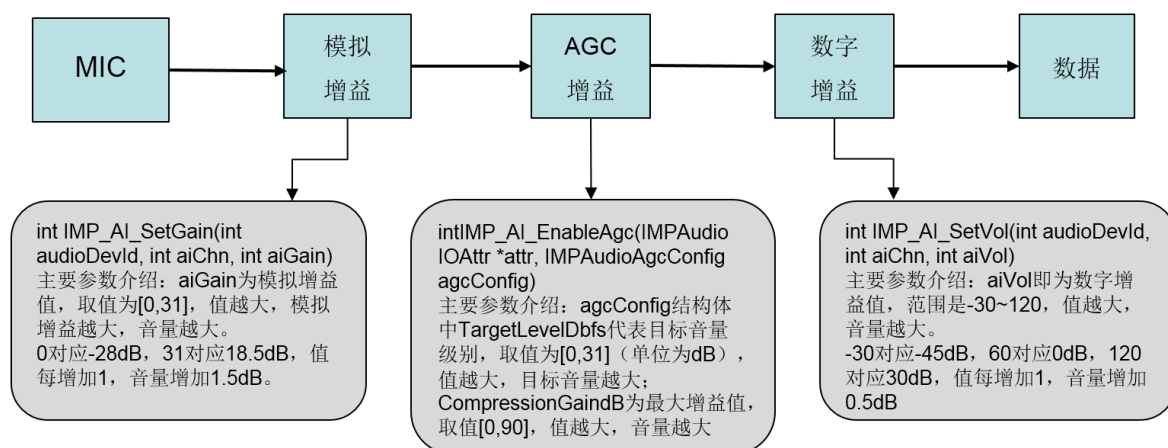 MIC
模拟
增益
AGC
增益
数字
增益
数据
int IMP_AI_SetGain(int
audioDevId, int aiChn, int aiGain)
主要参数介绍：aiGain为模拟增益
值，取值为[0,31]，值越大，模拟
增益越大，音量越大。
0对应-28dB，31对应18.5dB，值
每增加1，音量增加1.5dB。
intIMP_AI_EnableAgc(IMPAudio
IOAttr *attr, IMPAudioAgcConfig
agcConfig)
主要参数介绍：agcConfig结构体
中TargetLevelDbfs代表目标音量
级别，取值为[0,31]（单位为dB），
值越大，目标音量越大；
CompressionGaindB为最大增益值，
取值[0,90]，值越大，音量越大
int IMP_AI_SetVol(int audioDevId,
int aiChn, int aiVol)
主要参数介绍：aiVol即为数字增
益值，范围是-30~120，值越大，
音量越大。
-30对应-45dB，60对应0dB，120
对应30dB，值每增加1，音量增加
0.5dB